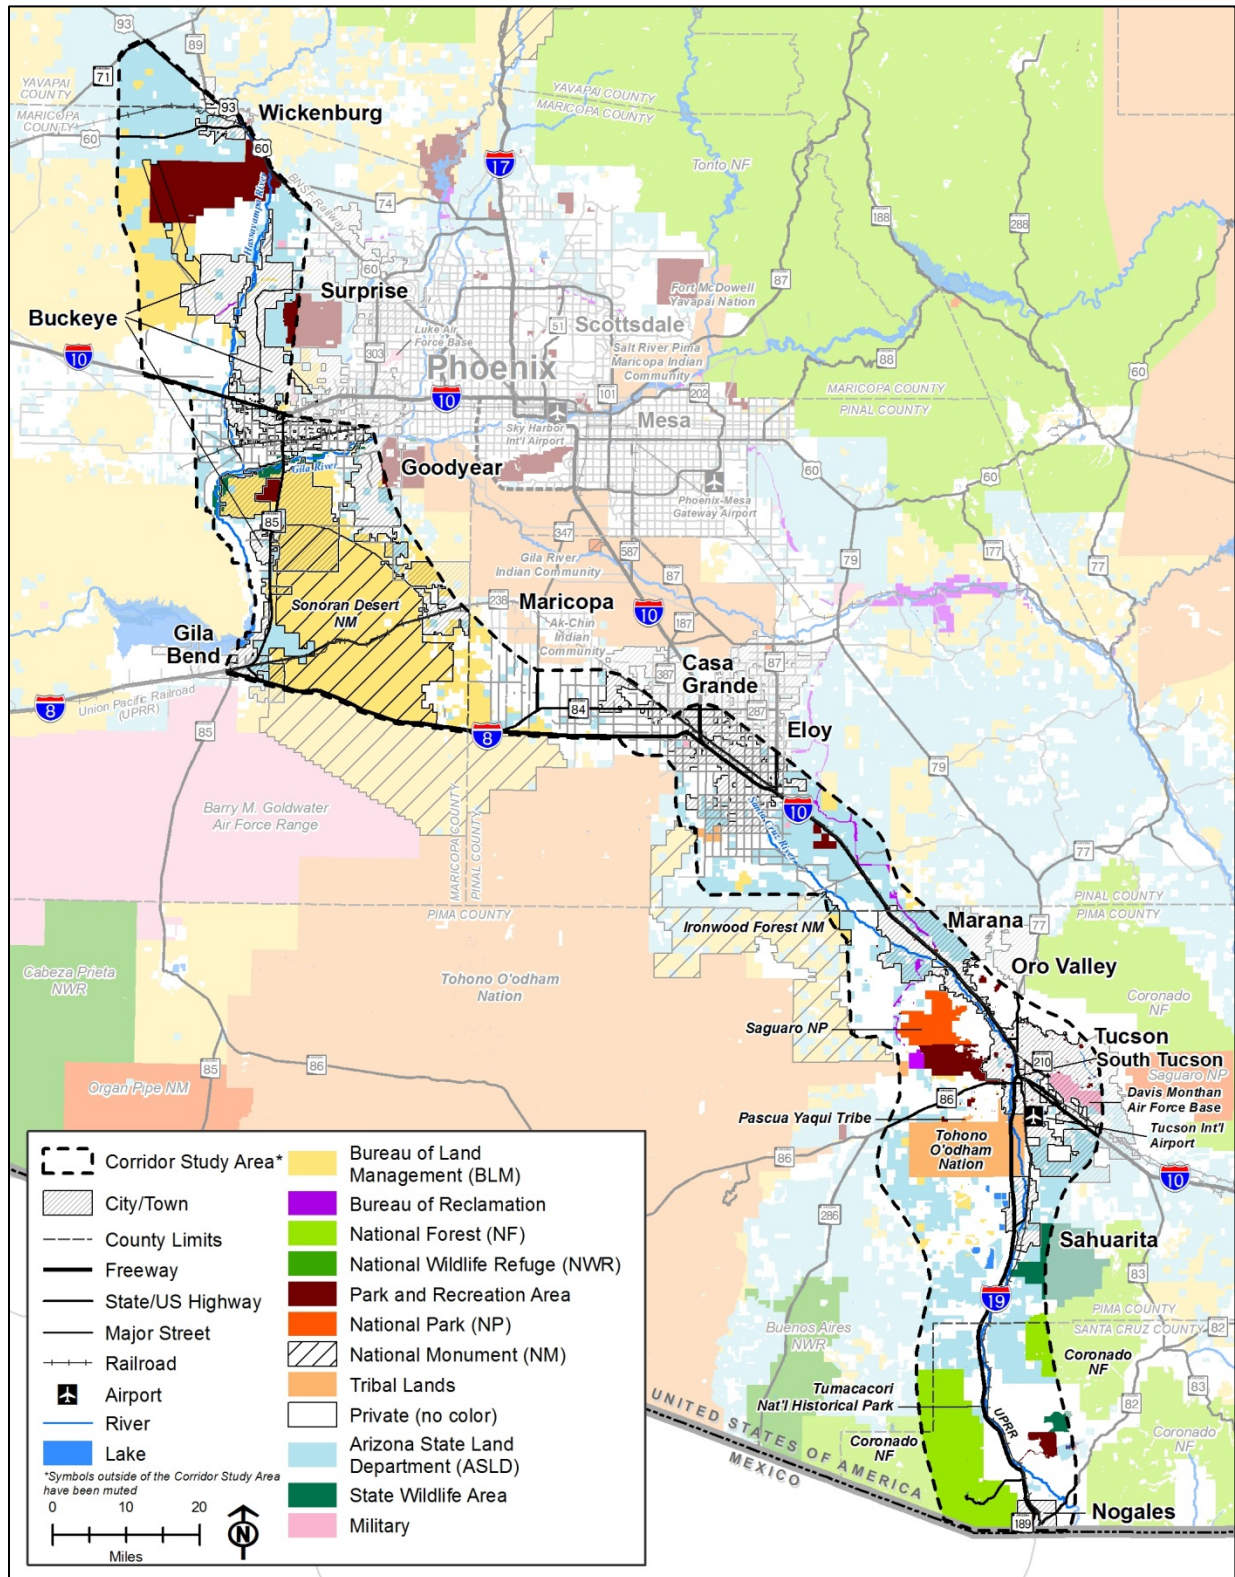 93
89
71
YAVAPAI
COUNTY
MARICOPA
COUNTY
93
Wickenburg
60
60
YAVAPAI COUNTY
MARICOPA COUNTY
17
Tonto NF
BNSF Railway
74
Hassayampa River
188
288
60
87
Surprise
Fort McDowell
Yavapai Nation
Buckeye
Luke Air
Force Base
303
51
Scottsdale
Salt River Pima
Maricopa Indian
Community
10
Phoenix
88
60
10
101
202
MARICOPA COUNTY
PINAL COUNTY
Mesa
Sky Harbor
Int'l Airport
Gila River
Goodyear
60
Phoenix-Mesa
Gateway Airport
85
347
587
177
79
77
Gila River
Indian Community
87
Sonoran Desert
NM
238
Maricopa
10
Ak-Chin
Indian
Community
187
Gila
Bend
Casa
Grande
387
87
8
Union Pacific Railroad
(UPRR)
84
287
85
8
Eloy
79
Barry M. Goldwater
Air Force Range
10
Santa Cruz River
MARICOPA COUNTY
PINAL COUNTY
77
PINAL COUNTY
PIMA COUNTY
PIMA COUNTY
Ironwood Forest NM
Marana
77
Oro Valley
Cabeza Prieta
NWR
Tohono O'odham
Nation
Coronado
NF
Saguaro NP
Tucson
South Tucson
210
Saguaro NP
85
86
Organ Pipe NM
Davis Monthan
Air Force Base
86
Pascua Yaqui Tribe
Tucson Int'l
Airport
Tohono
O'odham
Nation
86
10
286
Sahuarita
83
19
PIMA COUNTY
SANTA CRUZ COUNTY
82
Buenos Aires
NWR
Coronado
NF
Tumacacori
Nat'l Historical Park
83
82
UPRR
UNITED STATES OF AMERICA
MEXICO
Coronado
NF
Coronado
NF
Nogales
189
Corridor Study Area*
City/Town
County Limits
Freeway
State/US Highway
Major Street
Railroad
Airport
River
Lake
*Symbols outside of the Corridor Study Area
have been muted
0 10 20
Miles
N
Bureau of Land
Management (BLM)
Bureau of Reclamation
National Forest (NF)
National Wildlife Refuge (NWR)
Park and Recreation Area
National Park (NP)
National Monument (NM)
Tribal Lands
Private (no color)
Arizona State Land
Department (ASLD)
State Wildlife Area
Military